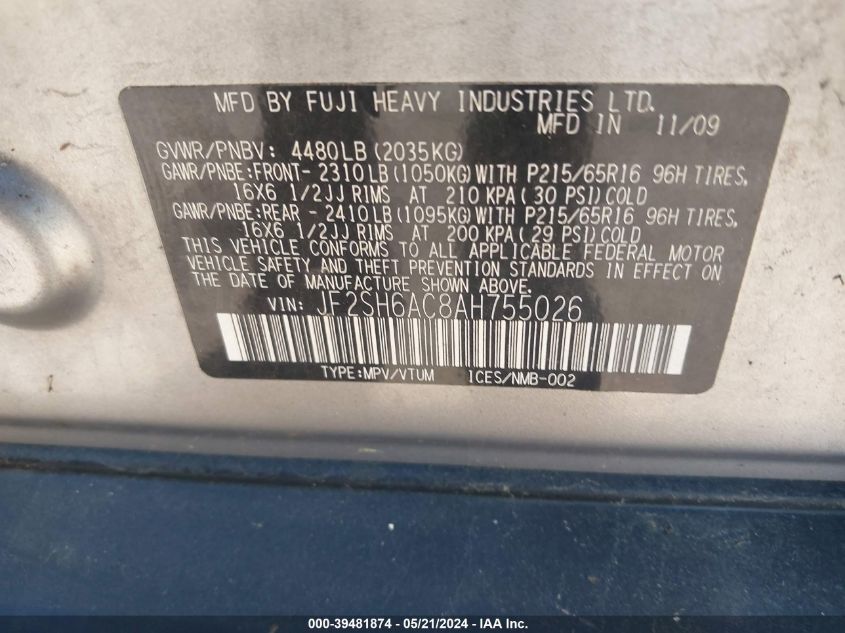 MFD BY FUJI HEAVY INDUSTRIES LTD.
MFD IN 11/09
GVWR/PNBV: 4480LB(2035KG)
GAWR/PNBE:FRONT- 2310LB(1050KG)WITH P215/65R16 96H TIRES,
16X6 1/2JJ RIMS AT 210 KPA(30 PSI)COLD
GAWR/PNBE:REAR - 2410LB(1095KG)WITH P215/65R16 96H TIRES,
16X6 1/2JJ RIMS AT 200 KPA(29 PSI)COLD
THIS VEHICLE CONFORMS TO ALL APPLICABLE FEDERAL MOTOR
VEHICLE SAFETY AND THEFT PREVENTION STANDARDS IN EFFECT ON
THE DATE OF MANUFACTURE SHOWN ABOVE.
VIN: JF2SH6AC8AH755026
TYPE:MPV/VTUM ICES/NMB-002
000-39481874 | 05/21/2024 - IAA Inc.